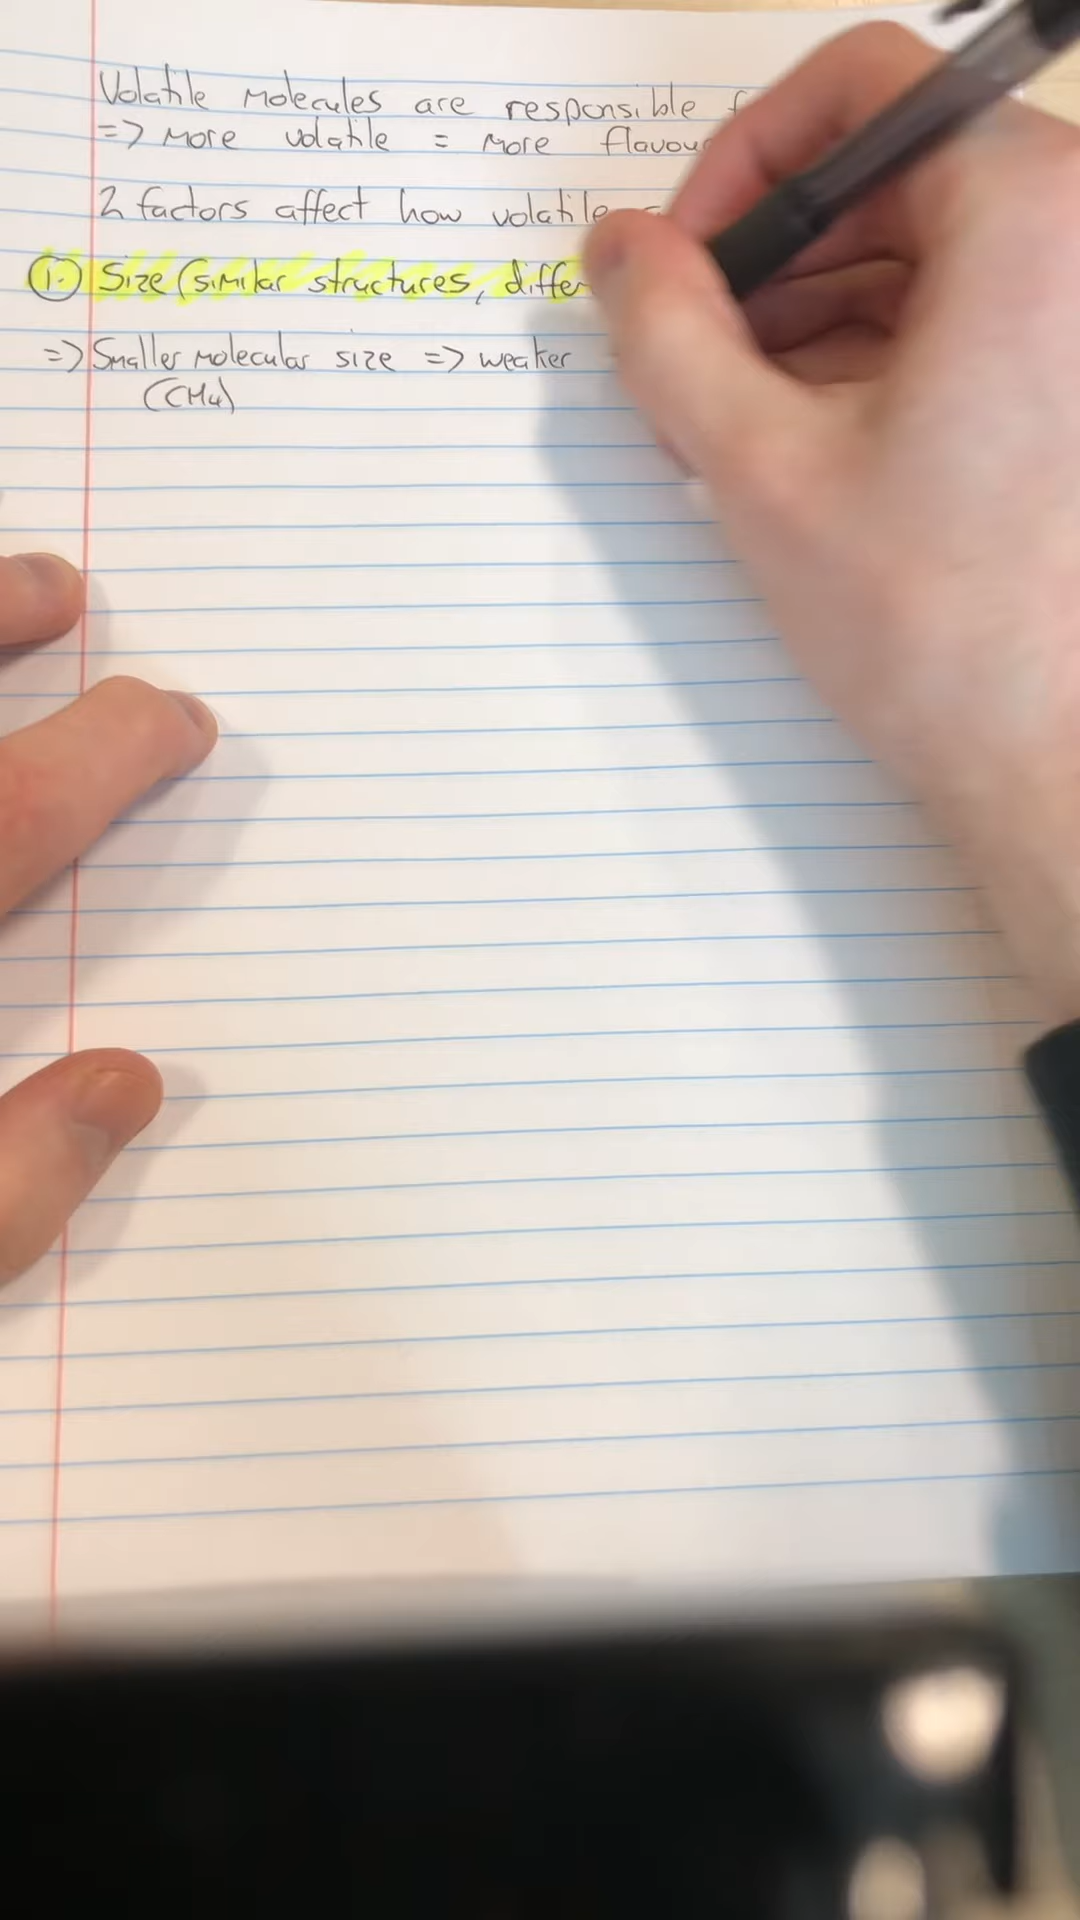 Volatile Molecules are responsible
=> More volatile = More flavou
2 factors affect how volatile
1. Size (similar structures, differ
=> Smaller Molecular size => weaker
(CH4)